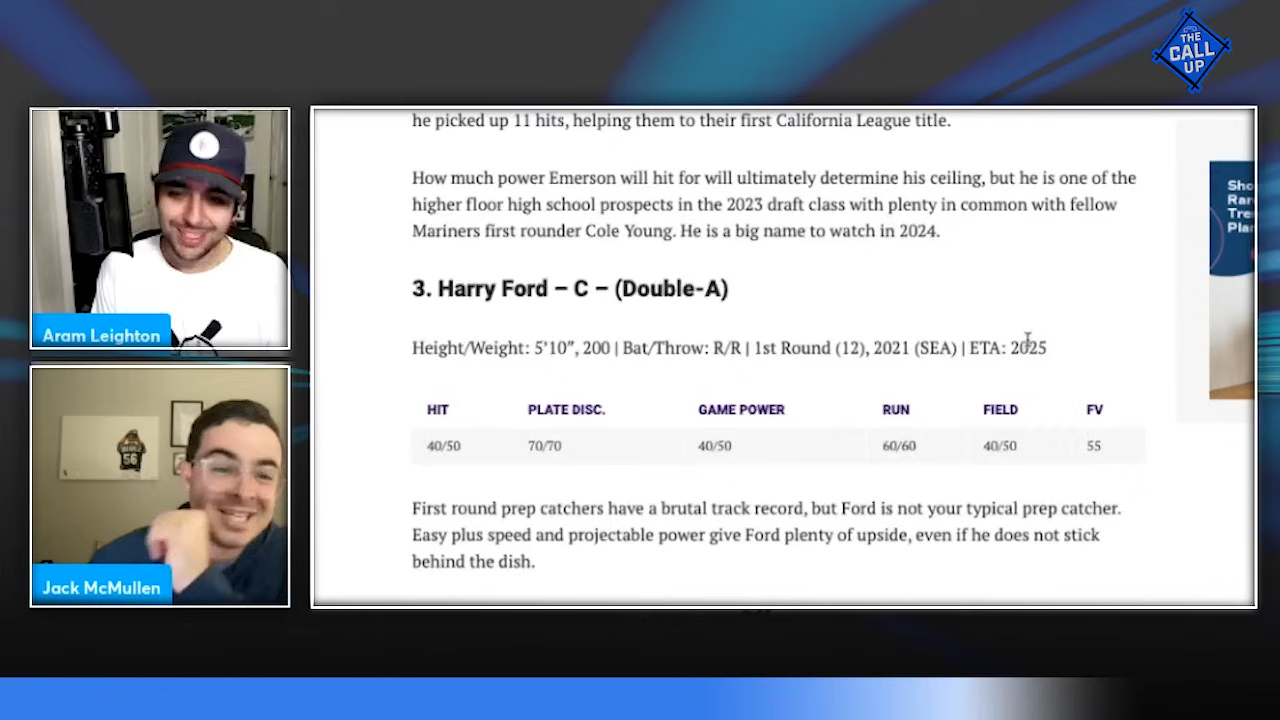 THE
CALL
UP
he picked up 11 hits, helping them to their first California League title.
How much power Emerson will hit for will ultimately determine his ceiling, but he is one of the
higher floor high school prospects in the 2023 draft class with plenty in common with fellow
Mariners first rounder Cole Young. He is a big name to watch in 2024.
3. Harry Ford – C – (Double-A)
Height/Weight: 5'10″, 200 | Bat/Throw: R/R | 1st Round (12), 2021 (SEA) | ETA: 2025
HIT PLATE DISC. GAME POWER RUN FIELD FV
40/50 70/70 40/50 60/60 40/50 55
First round prep catchers have a brutal track record, but Ford is not your typical prep catcher.
Easy plus speed and projectable power give Ford plenty of upside, even if he does not stick
behind the dish.
Aram Leighton
56
Jack McMullen